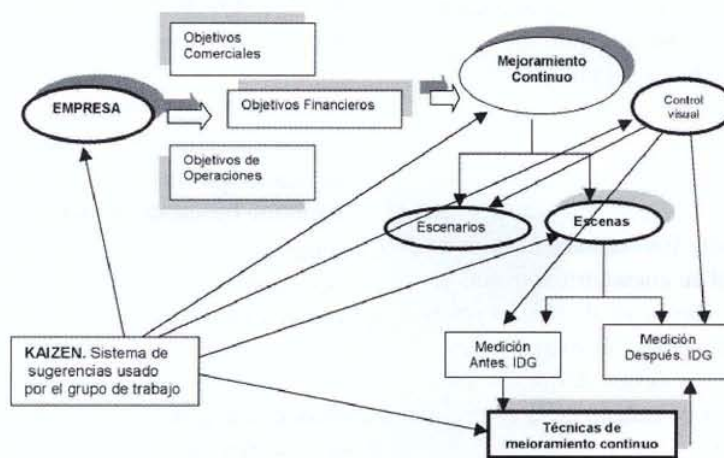 Objetivos
Comerciales
EMPRESA
Objetivos Financieros
Objetivos de
Operaciones
Mejoramiento
Continuo
Control
visual
Escenarios
Escenas
KAIZEN. Sistema de
sugerencias usado
por el grupo de trabajo
Medición
Antes. IDG
Medición
Después. IDG
Técnicas de
mejoramiento continuo